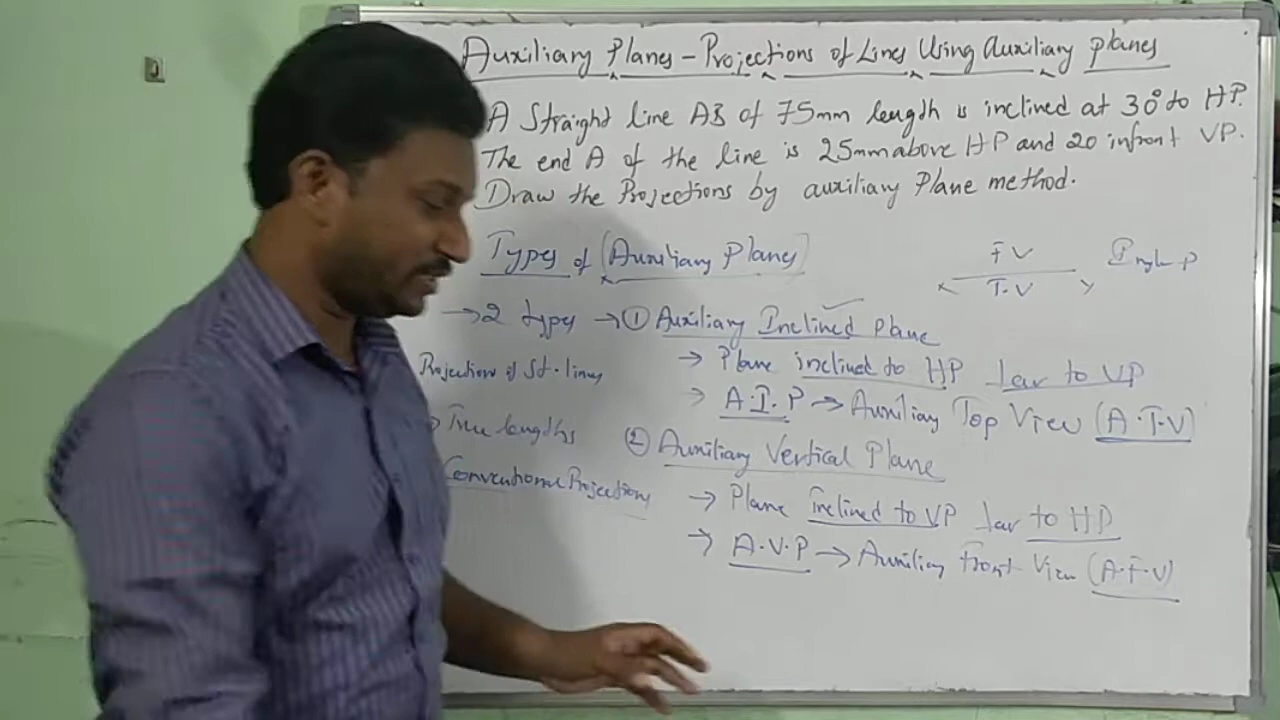 Auxiliary Planes - Projections of Lines Using auxiliary planes
A Straight line AB of 75mm length is inclined at 30° to HP.
The end A of the line is 25mm above HP and 20 infront VP.
Draw the Projections by auxiliary Plane method.
Types of (Auxiliary Planes)
F V
T.V
→ 2 types → ① Auxiliary Inclined Plane
→ Plane inclined to HP Lar to VP
Projection of St. lines
→ A.I.P → Auxiliary Top View (A.T.V)
True lengths
② Auxiliary Vertical Plane
Conventional Projections
→ Plane inclined to VP Lar to HP
→ A.V.P → Auxiliary Front View (A.F.V)